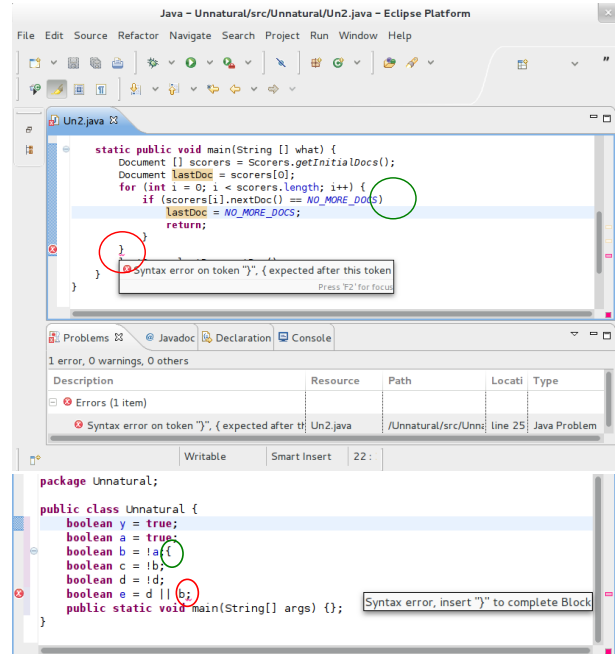 Java – Unnatural/src/Unnatural/Un2.java – Eclipse Platform
File Edit Source Refactor Navigate Search Project Run Window Help
Un2.java
static public void main(String [] what) {
Document [] scorers = Scorers.getInitialDocs();
Document lastDoc = scorers[0];
for (int i = 0; i < scorers.length; i++) {
if (scorers[i].nextDoc() == NO_MORE_DOCS)
lastDoc = NO_MORE_DOCS;
return;
}
}
Syntax error on token "}", { expected after this token
}
Press 'F2' for focus
}
Problems Javadoc Declaration Console
1 error, 0 warnings, 0 others
Description Resource Path Locati Type
Errors (1 item)
Syntax error on token "}", { expected after th Un2.java /Unnatural/src/Unna line 25 Java Problem
Writable Smart Insert 22 :
package Unnatural;
public class Unnatural {
boolean y = true;
boolean a = true;
boolean b = !a;{
boolean c = !b;
boolean d = !d;
boolean e = d || b;
Syntax error, insert "}" to complete Block
public static void main(String[] args) {};
}